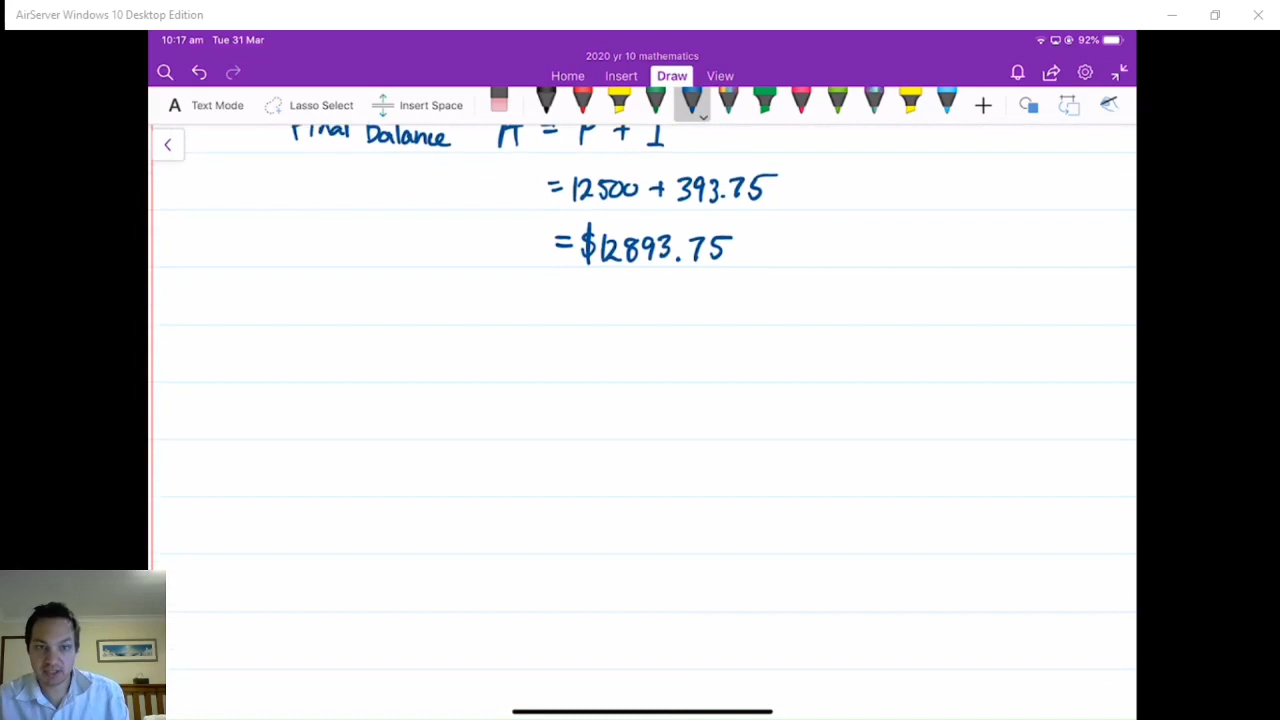 AirServer Windows 10 Desktop Edition
10:17 am Tue 31 Mar
92%
2020 yr 10 mathematics
Home Insert Draw View
A Text Mode Lasso Select Insert Space
Final Balance A = P + I
= 12500 + 393.75
= $12893.75